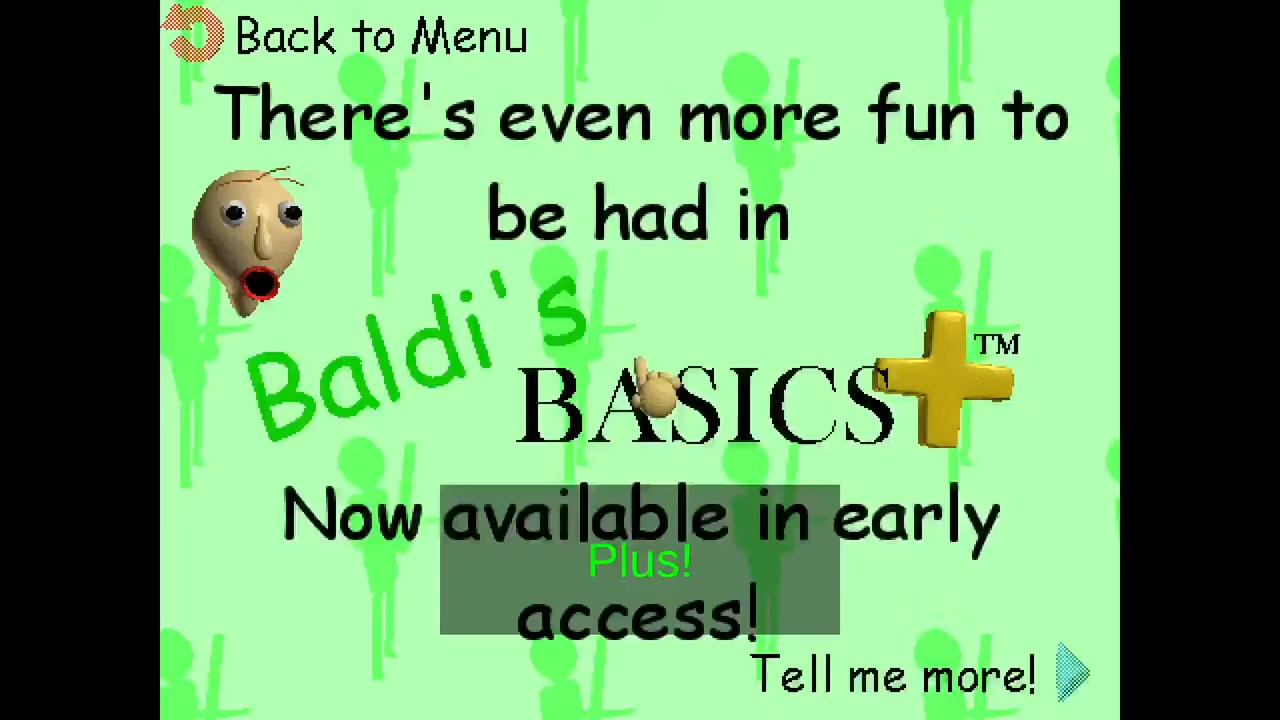 Back to Menu
There's even more fun to
be had in
Baldi's
BASICS
TM
Now available in early
Plus!
access!
Tell me more!